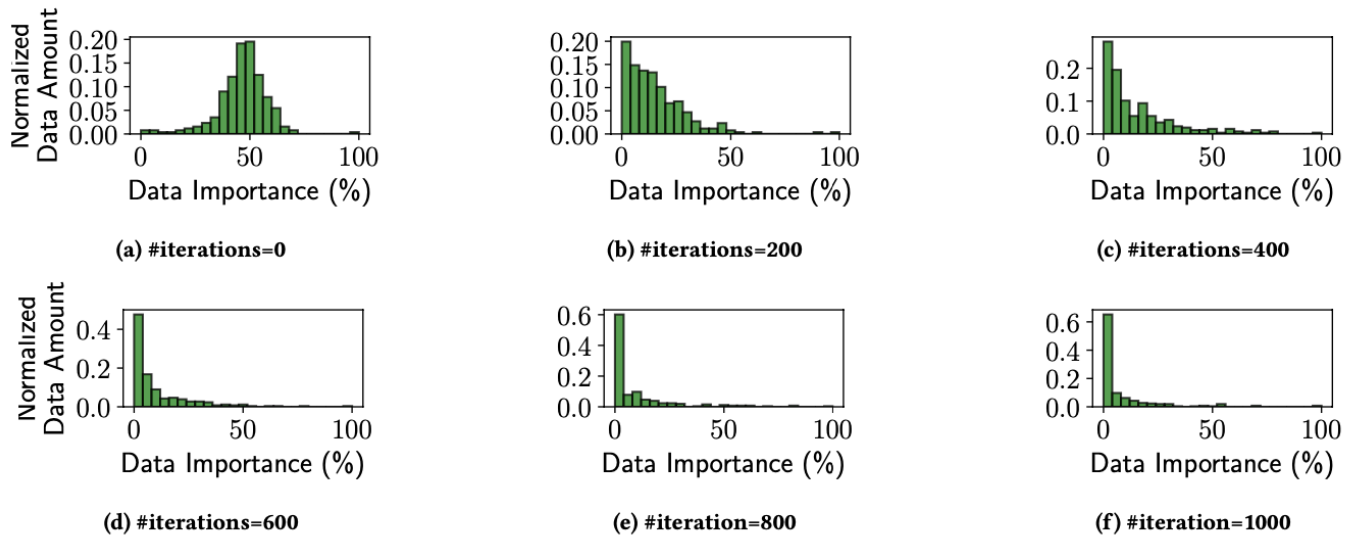 Normalized
Data Amount
0.20
0.15
0.10
0.05
0.00
0 50 100
Data Importance (%)
(a) #iterations=0
0.20
0.15
0.10
0.05
0.00
0 50 100
Data Importance (%)
(b) #iterations=200
0.2
0.1
0.0
0 50 100
Data Importance (%)
(c) #iterations=400
Normalized
Data Amount
0.4
0.2
0.0
0 50 100
Data Importance (%)
(d) #iterations=600
0.6
0.4
0.2
0.0
0 50 100
Data Importance (%)
(e) #iteration=800
0.6
0.4
0.2
0.0
0 50 100
Data Importance (%)
(f) #iteration=1000